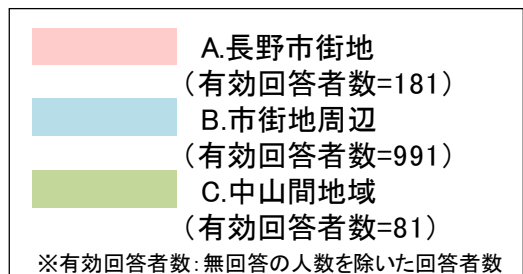 A.長野市街地
(有効回答者数=181)
B.市街地周辺
(有効回答者数=991)
C.中山間地域
(有効回答者数=81)
※有効回答者数:無回答の人数を除いた回答者数